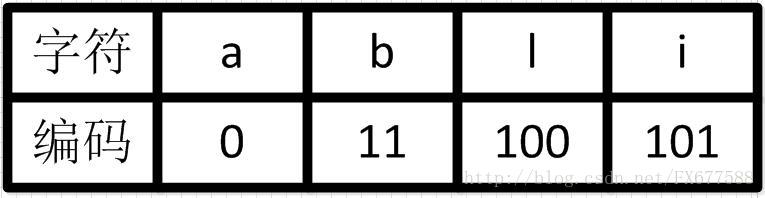 字符 a b l i
编码 0 11 100 101
http://blog.csdn.net/FX677588